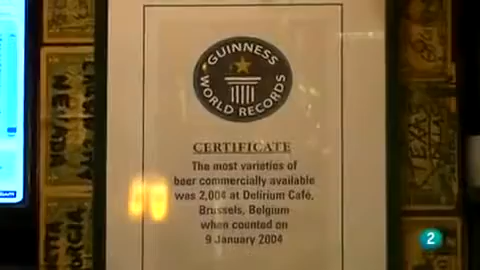 GUINNESS
WORLD RECORDS
CERTIFICATE
The most varieties of
beer commercially available
was 2,004 at Delirium Café,
Brussels, Belgium
when counted on
9 January 2004
2